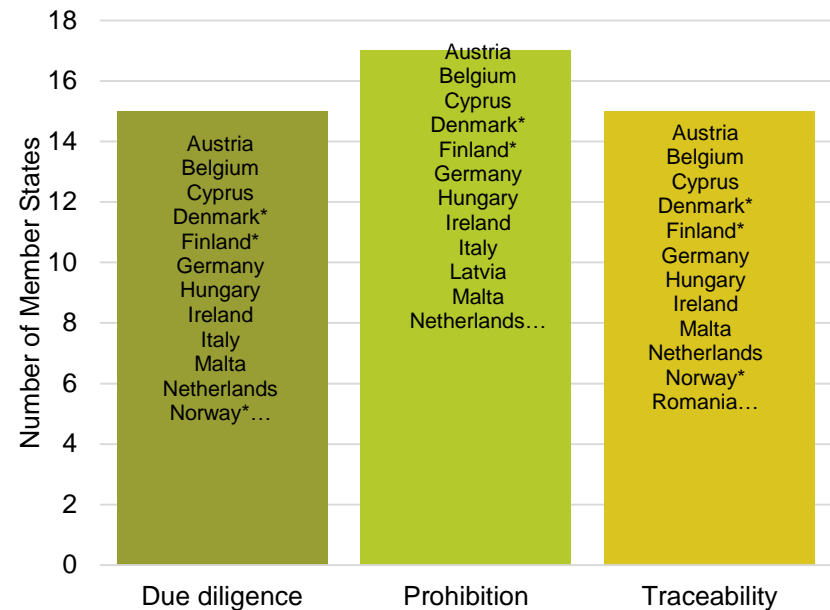 Number of Member States
18
16
14
12
10
8
6
4
2
0
Austria
Belgium
Cyprus
Denmark*
Finland*
Germany
Hungary
Ireland
Italy
Malta
Netherlands
Norway*…
Austria
Belgium
Cyprus
Denmark*
Finland*
Germany
Hungary
Ireland
Italy
Latvia
Malta
Netherlands…
Austria
Belgium
Cyprus
Denmark*
Finland*
Germany
Hungary
Ireland
Malta
Netherlands
Norway*
Romania…
Due diligence
Prohibition
Traceability